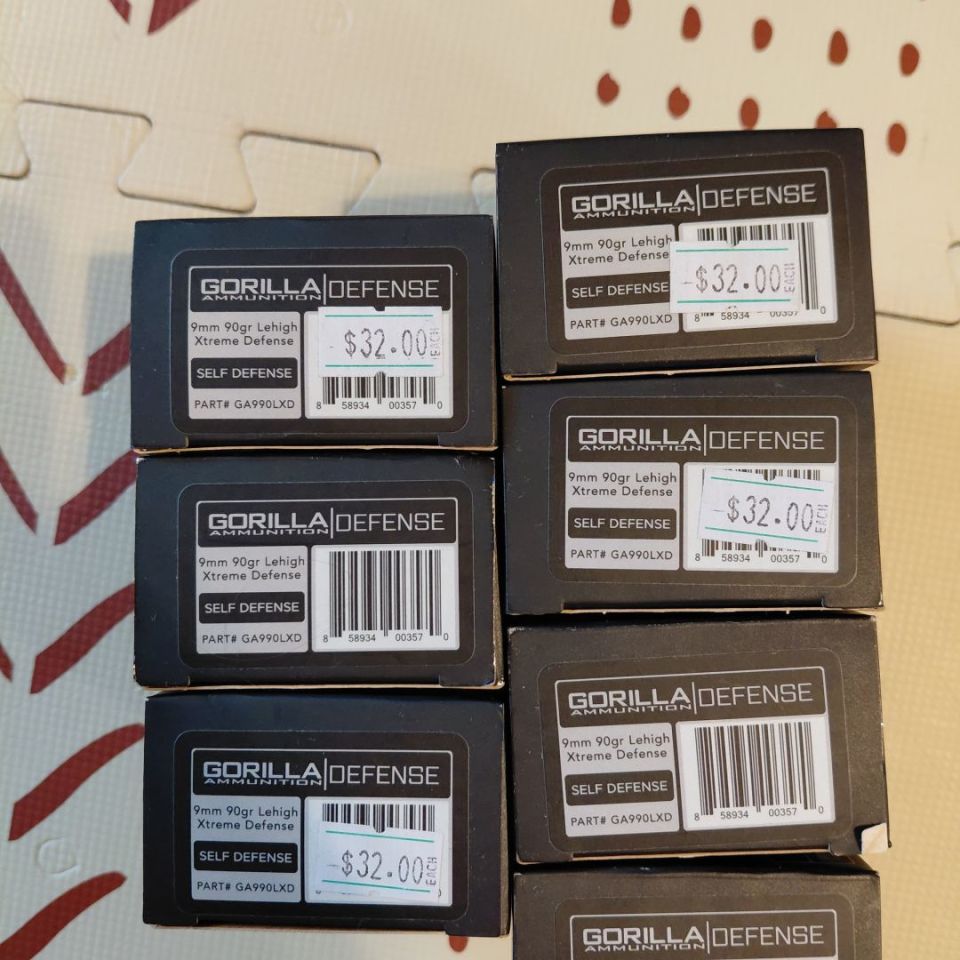 GORILLA DEFENSE
AMMUNITION
9mm 90gr Lehigh
Xtreme Defense
SELF DEFENSE
PART# GA990LXD
$32.00 EACH
8 58934 00357 0
GORILLA DEFENSE
AMMUNITION
9mm 90gr Lehigh
Xtreme Defense
SELF DEFENSE
PART# GA990LXD
8 58934 00357 0
GORILLA DEFENSE
AMMUNITION
9mm 90gr Lehigh
Xtreme Defense
SELF DEFENSE
PART# GA990LXD
$32.00 EACH
GORILLA DEFENSE
AMMUNITION
9mm 90gr Lehigh
Xtreme Defense
SELF DEFENSE
PART# GA990LXD
$32.00 EACH
8 58934 00357 0
GORILLA DEFENSE
AMMUNITION
9mm 90gr Lehigh
Xtreme Defense
SELF DEFENSE
PART# GA990LXD
$32.00 EACH
8 58934 00357 0
GORILLA DEFENSE
AMMUNITION
9mm 90gr Lehigh
Xtreme Defense
SELF DEFENSE
PART# GA990LXD
8 58934 00357 0
GORILLA DEFENSE
AMMUNITION